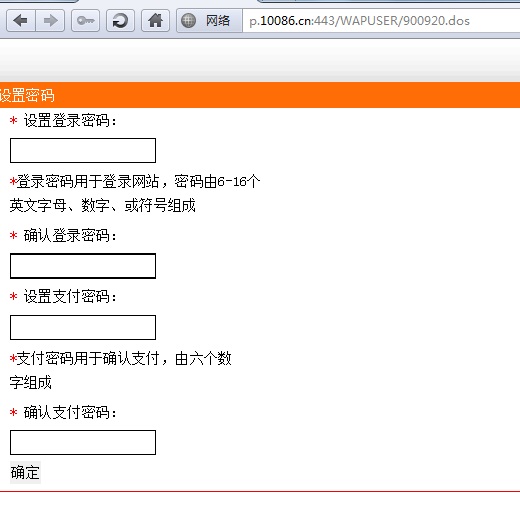 网络 p.10086.cn:443/WAPUSER/900920.dos
设置密码
* 设置登录密码：
*登录密码用于登录网站，密码由6-16个
英文字母、数字、或符号组成
* 确认登录密码：
* 设置支付密码：
*支付密码用于确认支付，由六个数
字组成
* 确认支付密码：
确定